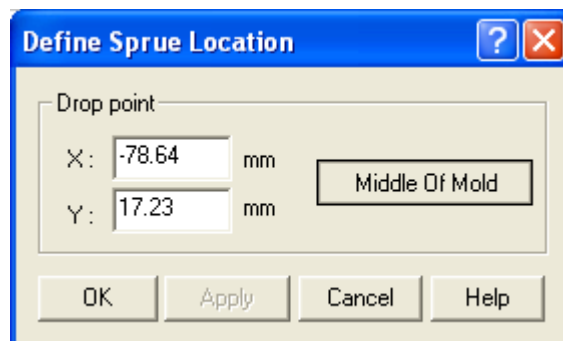 Define Sprue Location
Drop point
X: -78.64 mm
Middle Of Mold
Y: 17.23 mm
OK Apply Cancel Help